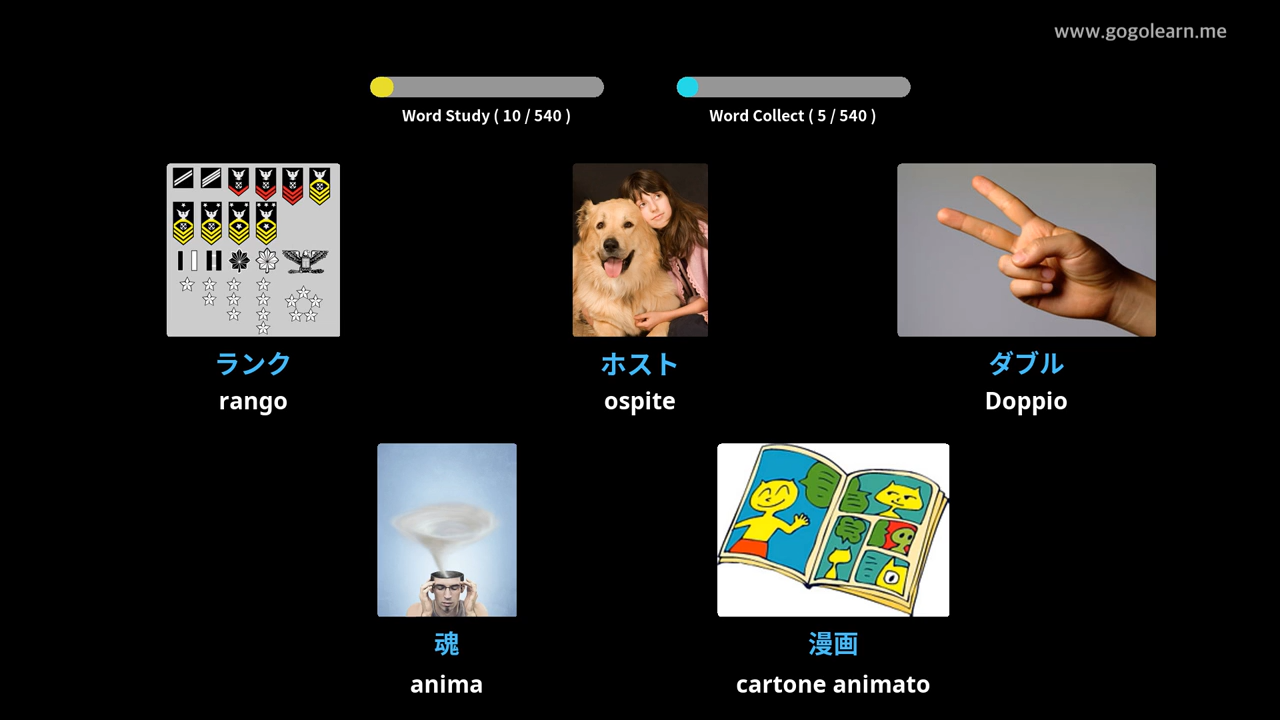 www.gogolearn.me
Word Study ( 10 / 540 )
Word Collect ( 5 / 540 )
ランク
rango
ホスト
ospite
ダブル
Doppio
魂
anima
漫画
cartone animato